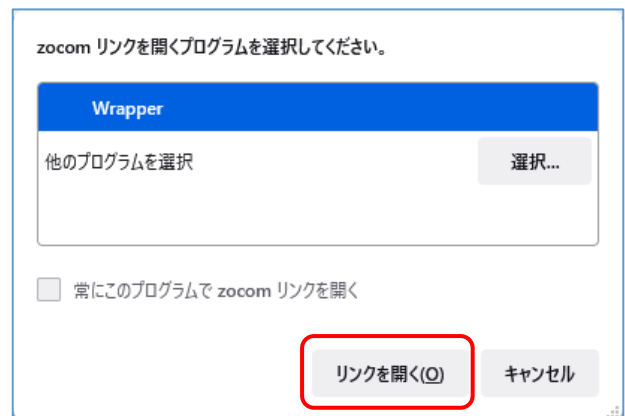 zocom リンクを開くプログラムを選択してください。
Wrapper
他のプログラムを選択
選択...
常にこのプログラムで zocom リンクを開く
リンクを開く(O)
キャンセル